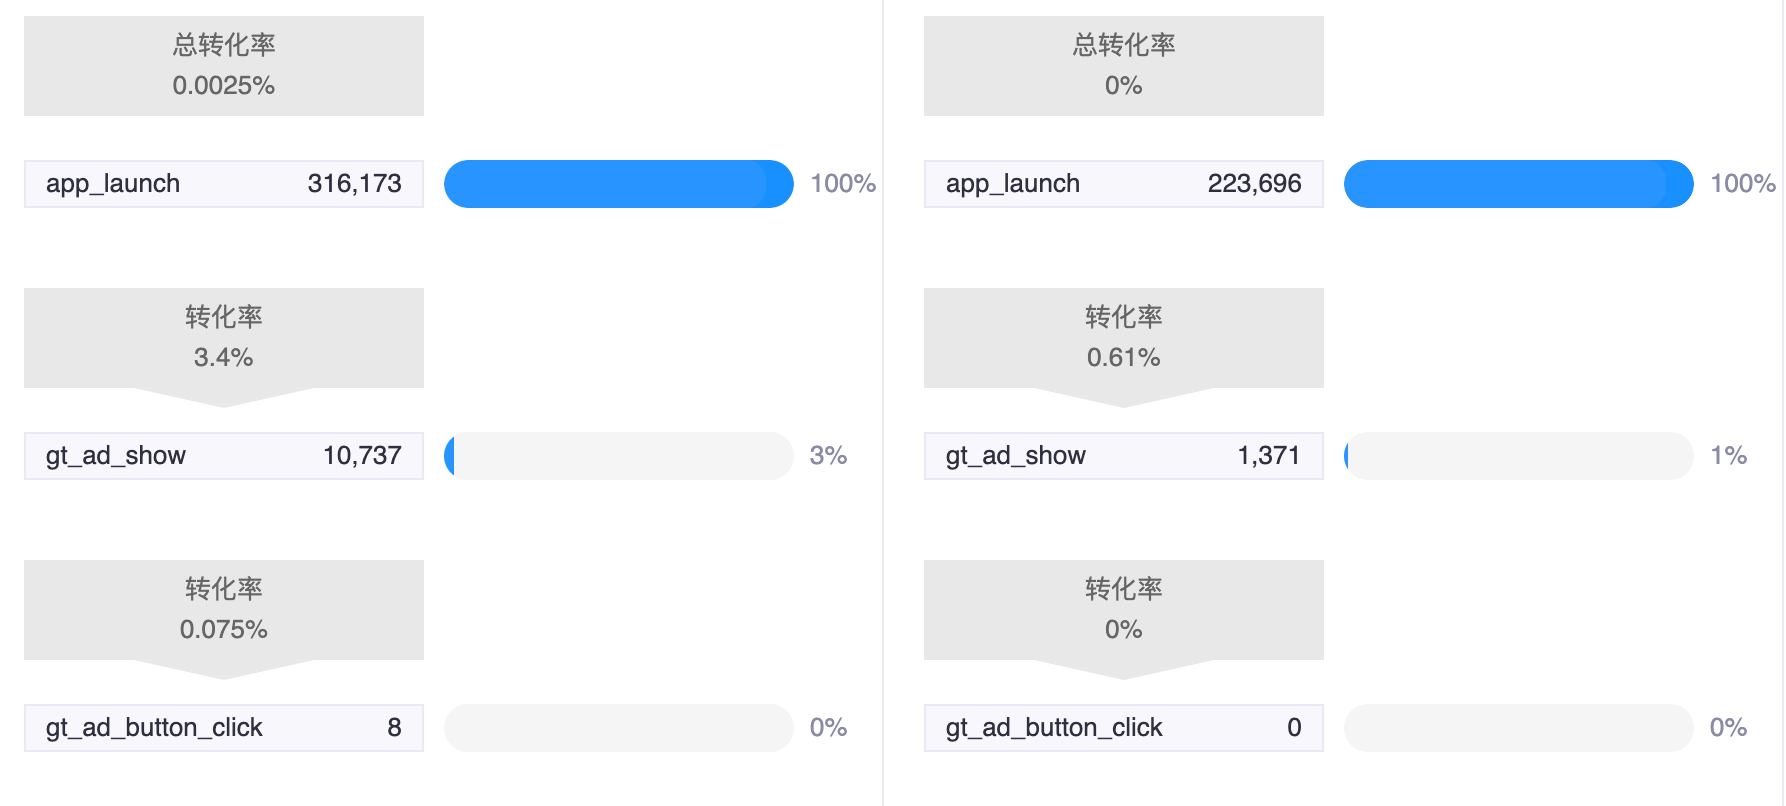 总转化率
0.0025%
app_launch 316,173 100%
转化率
3.4%
gt_ad_show 10,737 3%
转化率
0.075%
gt_ad_button_click 8 0%
总转化率
0%
app_launch 223,696 100%
转化率
0.61%
gt_ad_show 1,371 1%
转化率
0%
gt_ad_button_click 0 0%